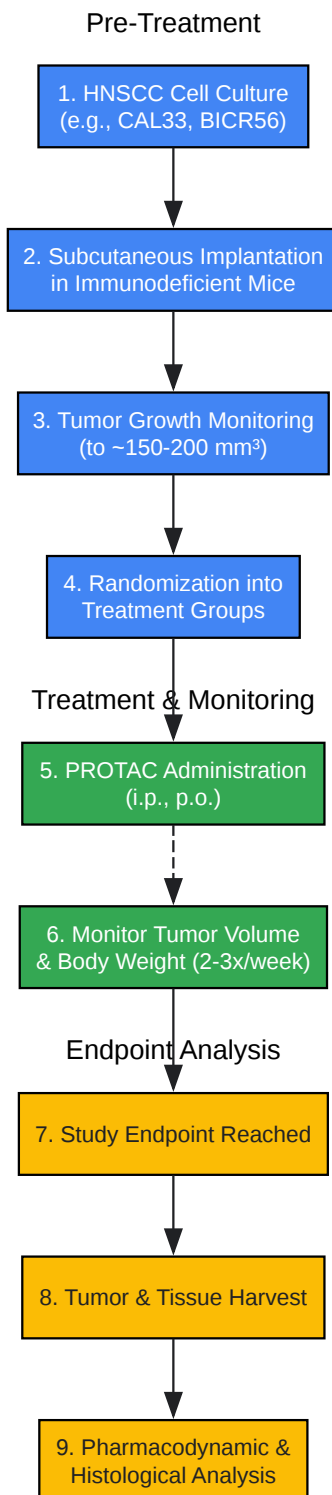 Pre-Treatment
1. HNSCC Cell Culture
(e.g., CAL33, BICR56)
2. Subcutaneous Implantation
in Immunodeficient Mice
3. Tumor Growth Monitoring
(to ~150-200 mm³)
4. Randomization into
Treatment Groups
Treatment & Monitoring
5. PROTAC Administration
(i.p., p.o.)
6. Monitor Tumor Volume
& Body Weight (2-3x/week)
Endpoint Analysis
7. Study Endpoint Reached
8. Tumor & Tissue Harvest
9. Pharmacodynamic &
Histological Analysis